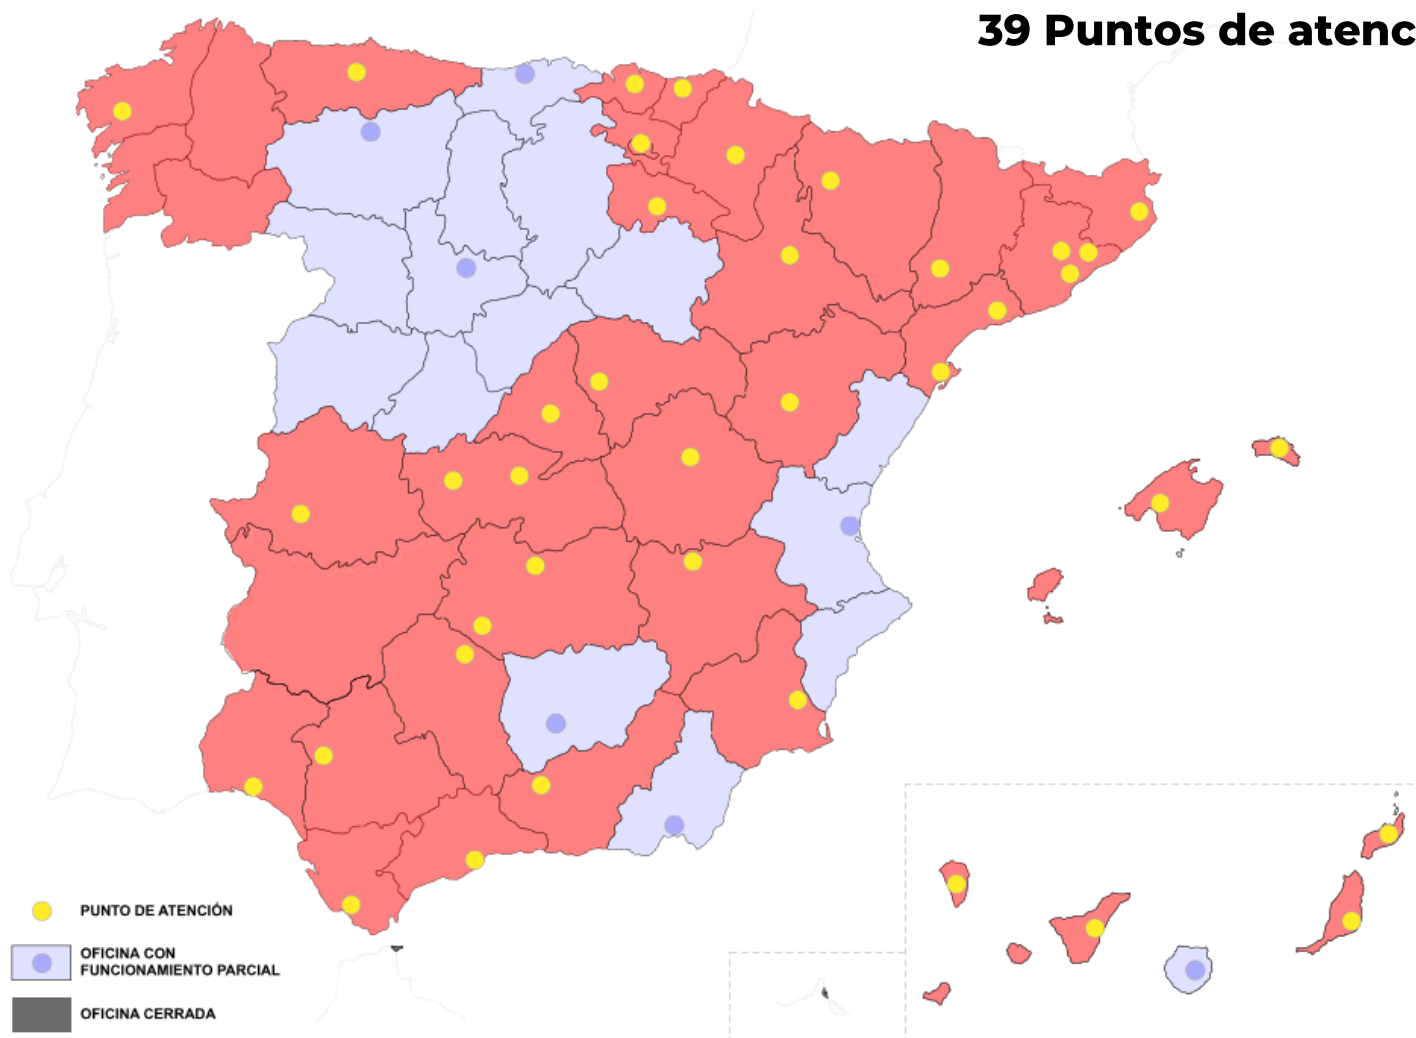 39 Puntos de atenc
PUNTO DE ATENCIÓN
OFICINA CON
FUNCIONAMIENTO PARCIAL
OFICINA CERRADA